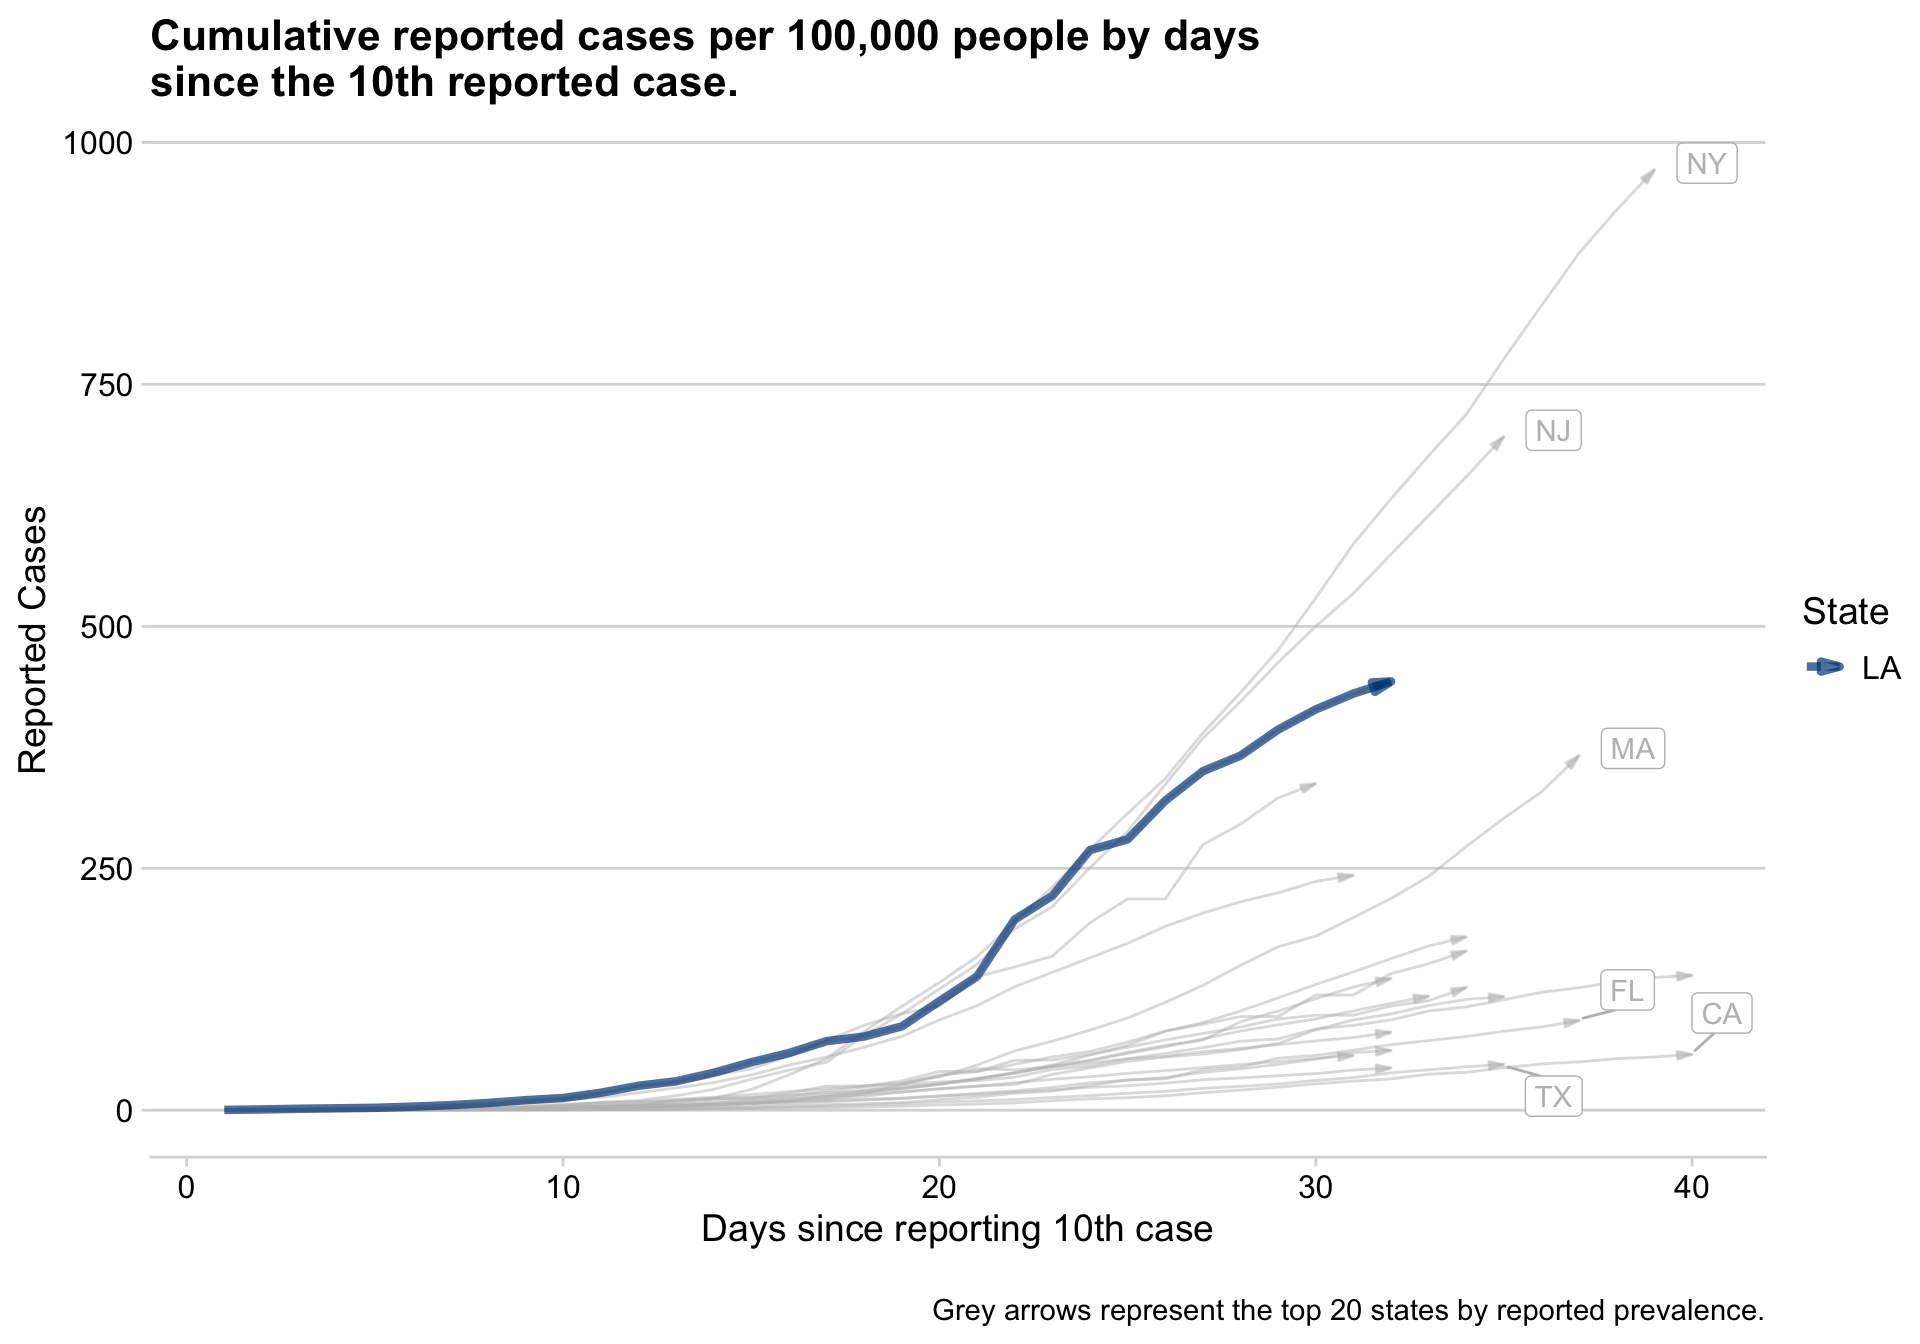 Cumulative reported cases per 100,000 people by days
since the 10th reported case.
1000
750
500
250
0
Reported Cases
NY
NJ
MA
FL
CA
TX
State
LA
0 10 20 30 40
Days since reporting 10th case
Grey arrows represent the top 20 states by reported prevalence.